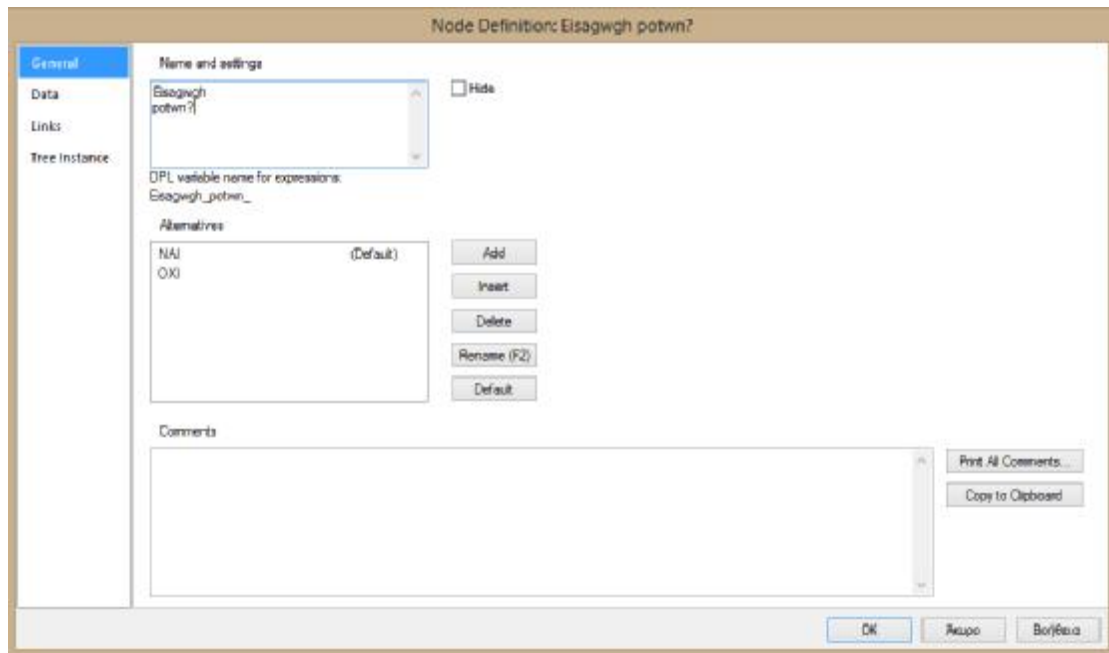 Node Definition: Eisagwgh potwn?
General
Data
Links
Tree Instance
Name and settings
Eisagwgh
potwn?
Hide
DPL variable name for expressions:
Eisagwgh_potwn_
Alternatives
NAI (Default)
OXI
Add
Insert
Delete
Rename (F2)
Default
Comments
Print All Comments...
Copy to Clipboard
OK
Άκυρο
Βοήθεια